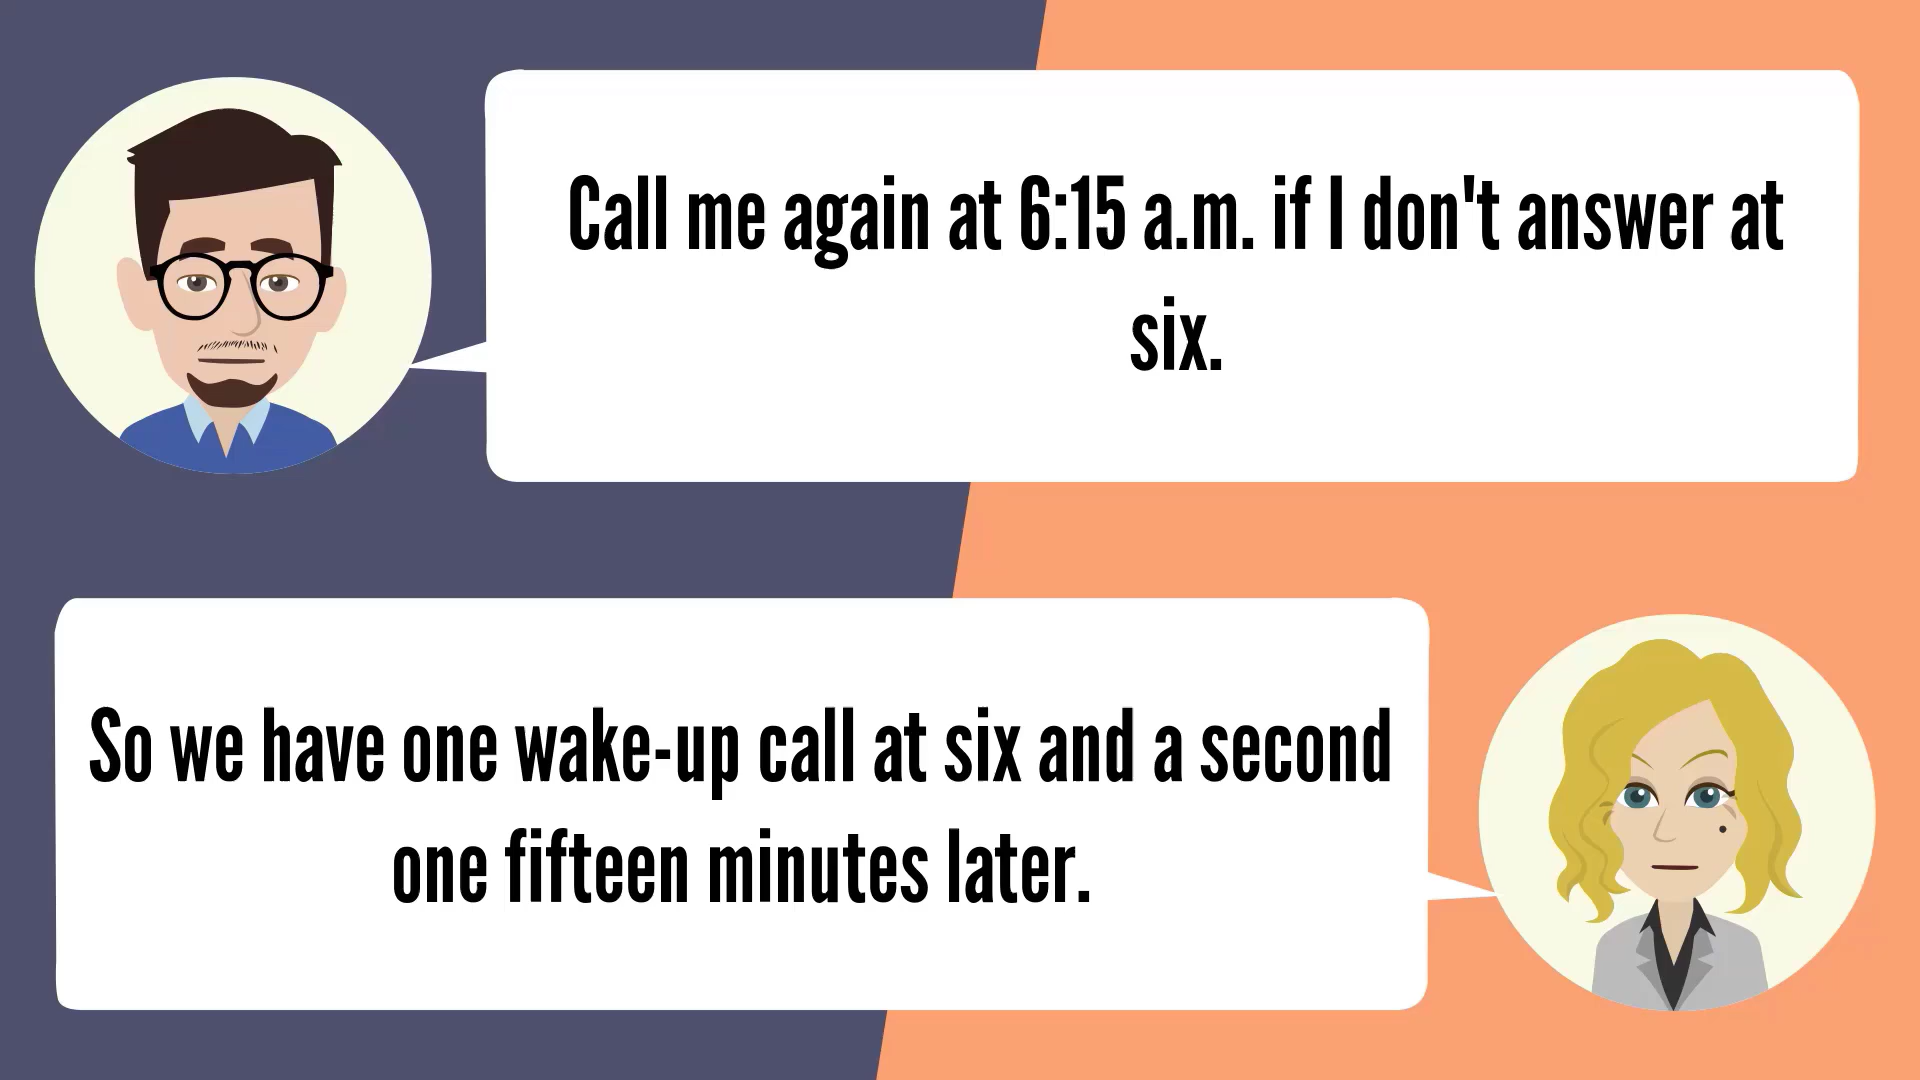 Call me again at 6:15 a.m. if I don't answer at
six.
So we have one wake-up call at six and a second
one fifteen minutes later.